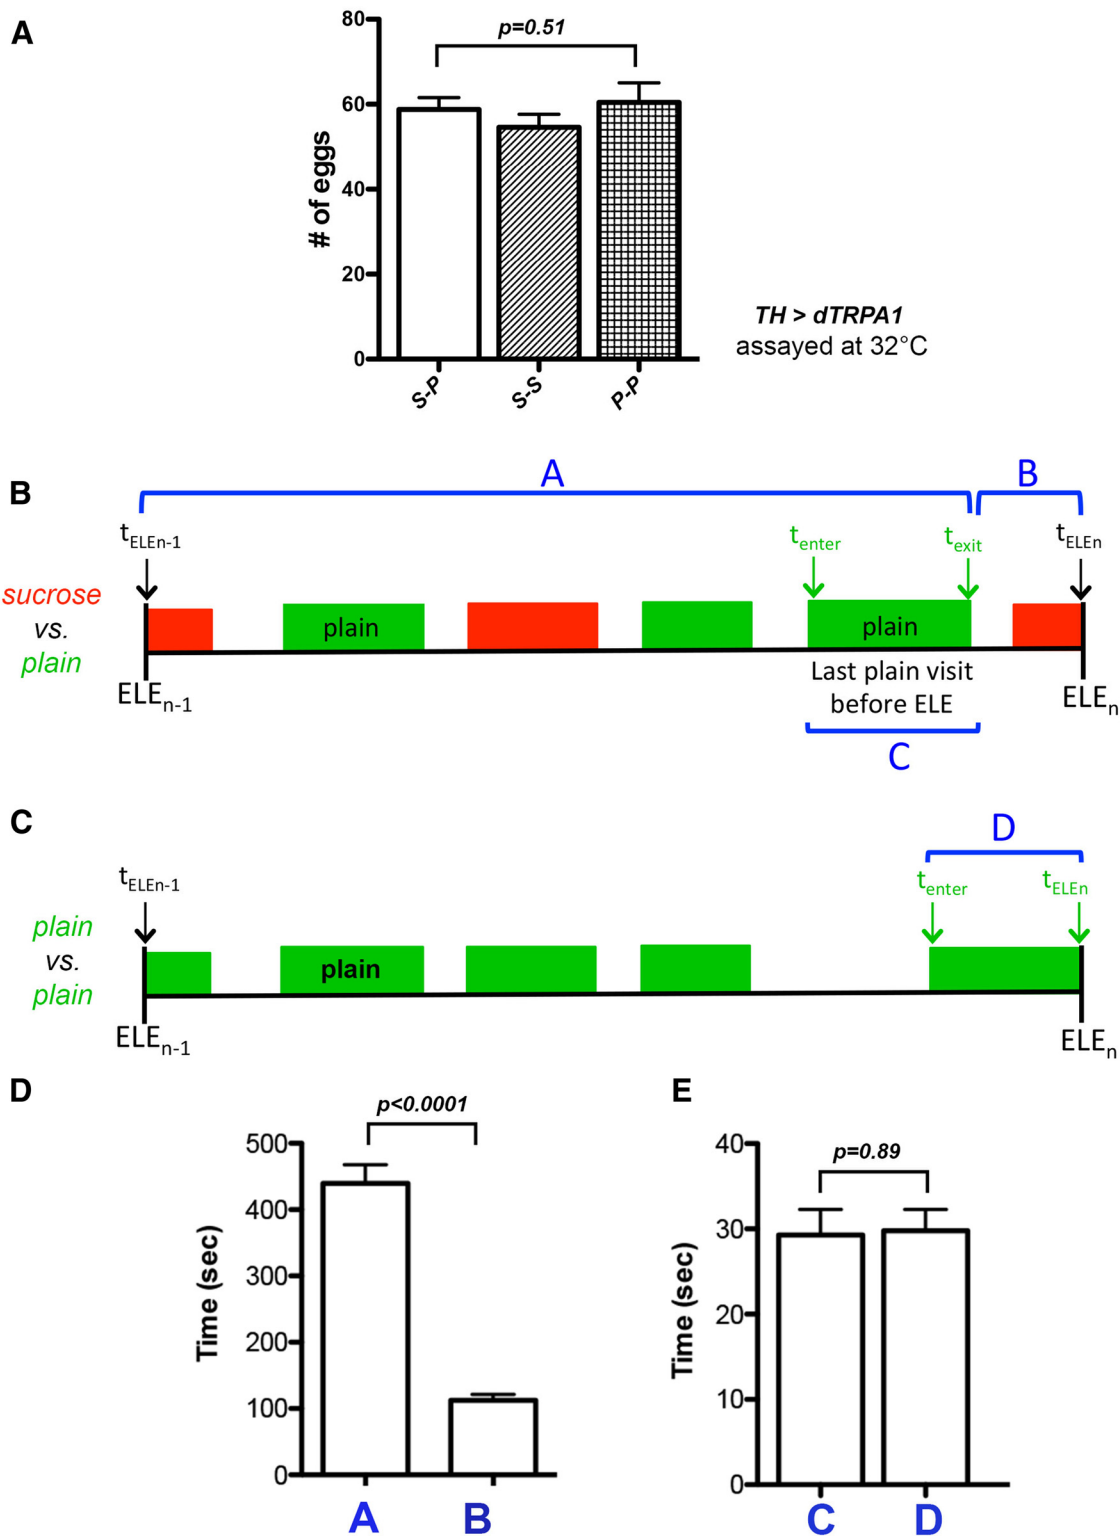 A
80
60
40
20
0
# of eggs
p=0.51
S-P
S-S
P-P
TH > dTRPA1
assayed at 32°C
B
A
B
tELEn-1
tenter
texit
tELEn
sucrose
vs.
plain
plain
plain
ELEn-1
Last plain visit
before ELE
ELEn
C
C
D
tELEn-1
tenter
tELEn
plain
vs.
plain
plain
ELEn-1
ELEn
D
p<0.0001
500
400
300
200
100
0
Time (sec)
A
B
E
p=0.89
40
30
20
10
0
Time (sec)
C
D